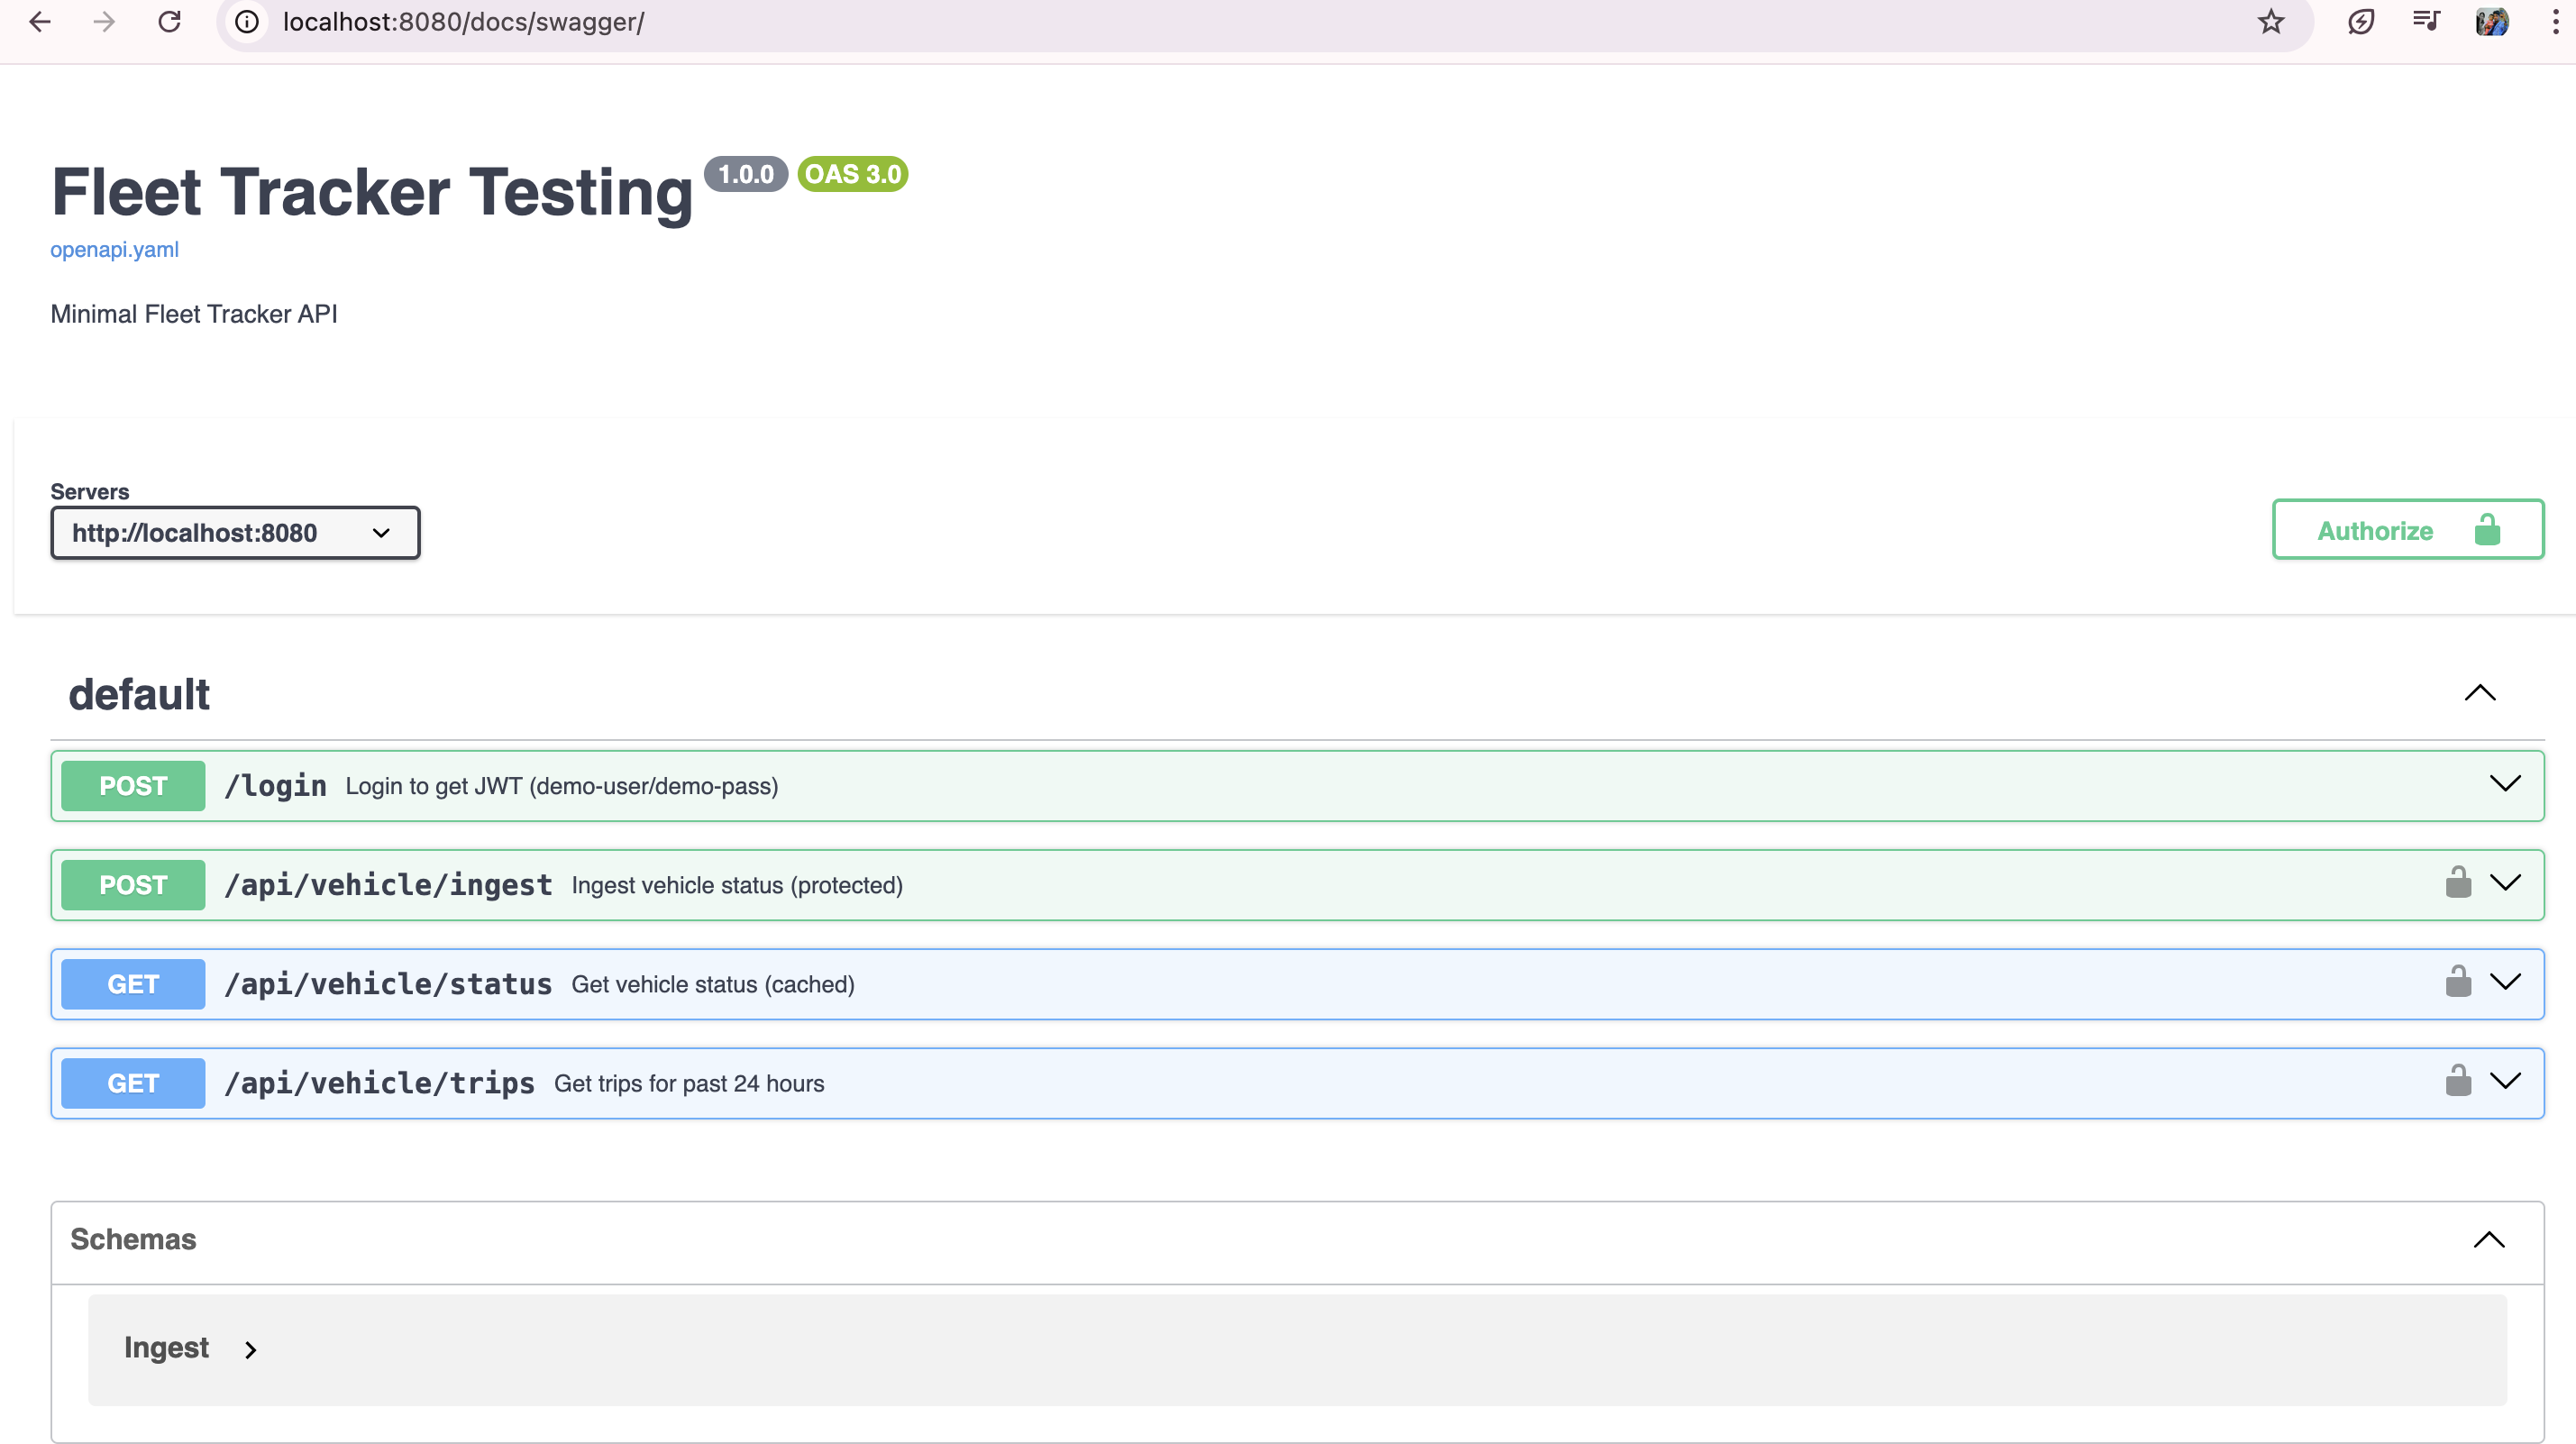 localhost:8080/docs/swagger/
Fleet Tracker Testing 1.0.0 OAS 3.0
openapi.yaml
Minimal Fleet Tracker API
Servers
http://localhost:8080
Authorize
default
POST /login Login to get JWT (demo-user/demo-pass)
POST /api/vehicle/ingest Ingest vehicle status (protected)
GET /api/vehicle/status Get vehicle status (cached)
GET /api/vehicle/trips Get trips for past 24 hours
Schemas
Ingest